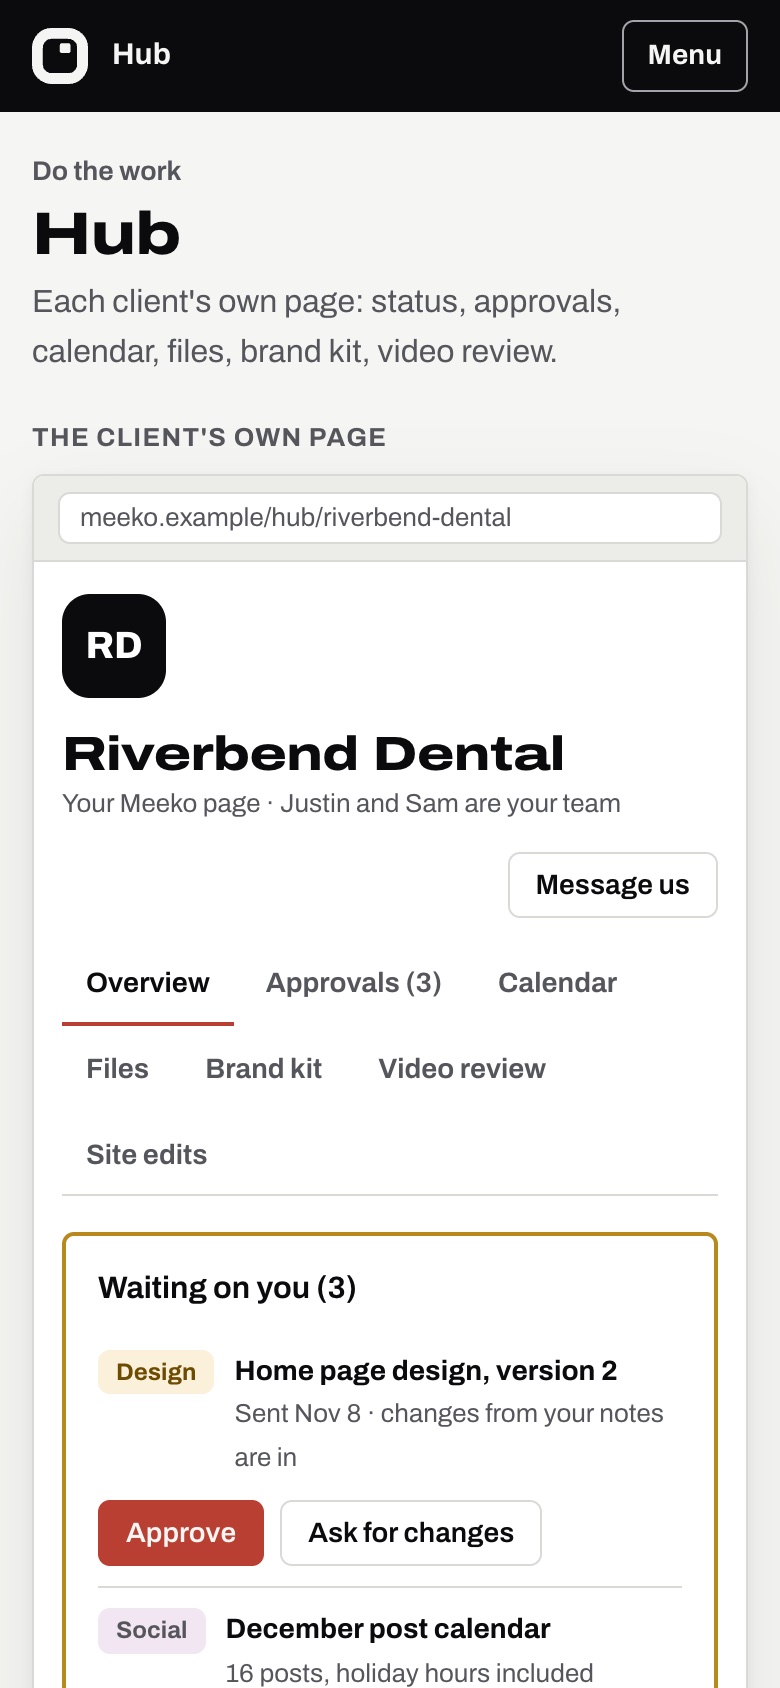 Hub
Menu
Do the work
Hub
Each client's own page: status, approvals,
calendar, files, brand kit, video review.
THE CLIENT'S OWN PAGE
meeko.example/hub/riverbend-dental
RD
Riverbend Dental
Your Meeko page · Justin and Sam are your team
Message us
Overview Approvals (3) Calendar
Files Brand kit Video review
Site edits
Waiting on you (3)
Design Home page design, version 2
Sent Nov 8 · changes from your notes
are in
Approve Ask for changes
Social December post calendar
16 posts, holiday hours included